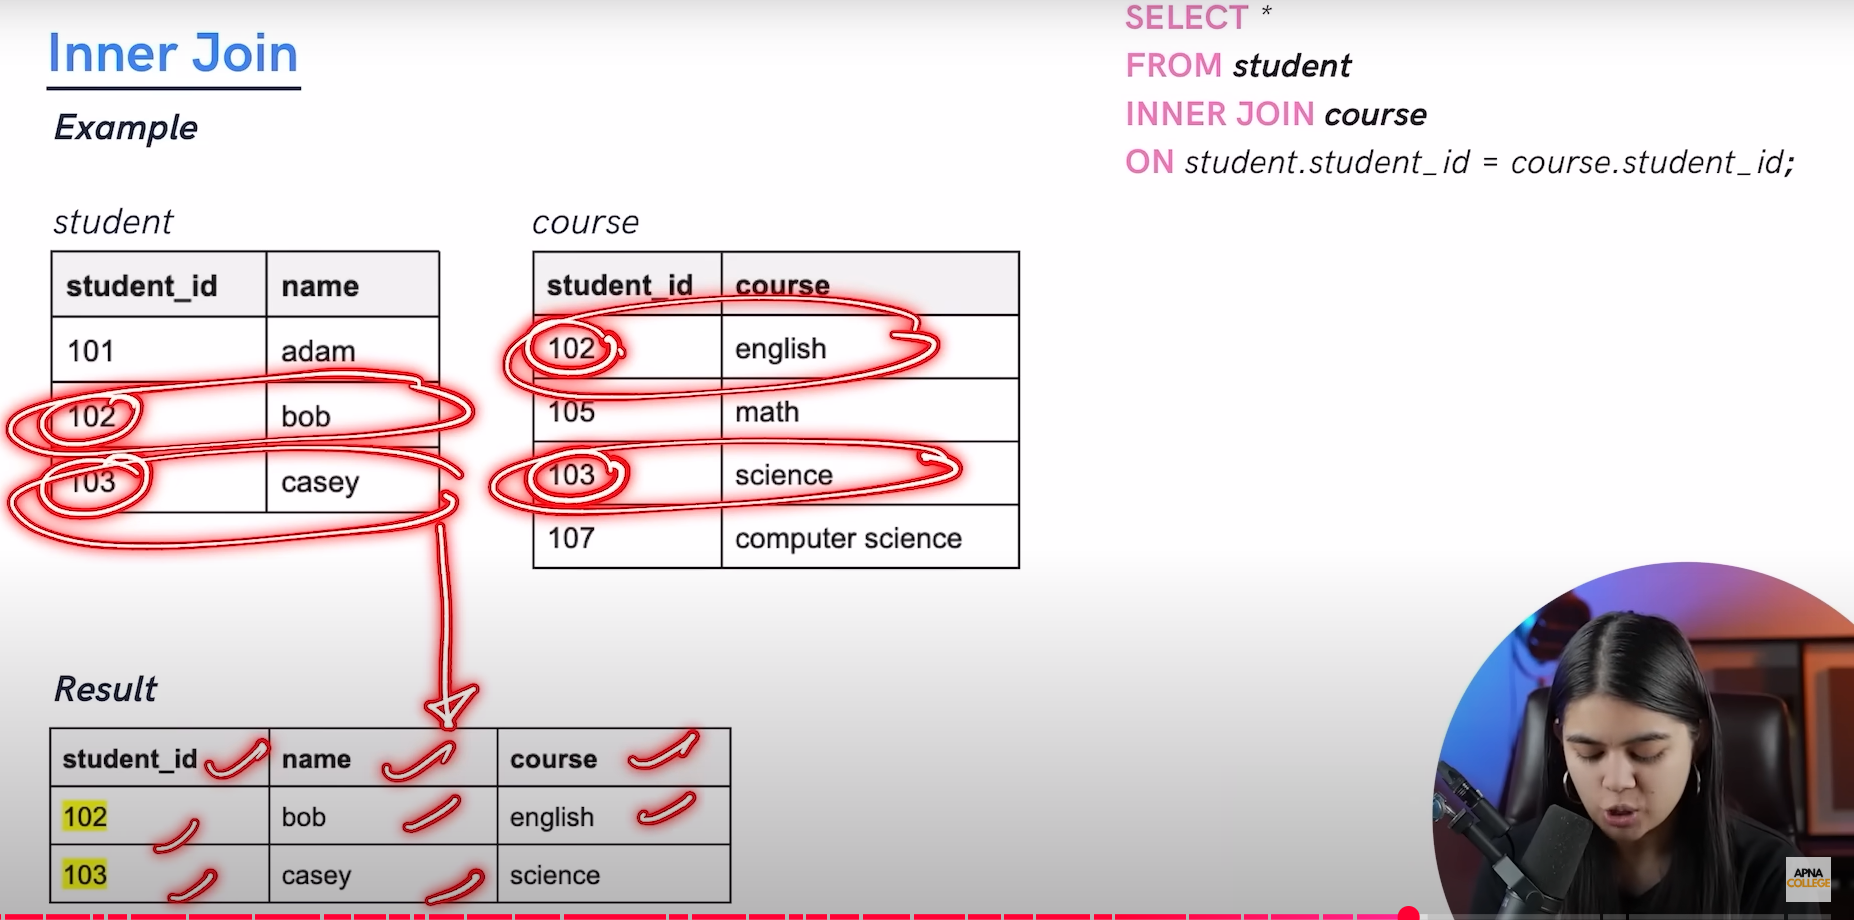 Inner Join
Example
SELECT *
FROM student
INNER JOIN course
ON student.student_id = course.student_id;
student
student_id name
101 adam
102 bob
103 casey
course
student_id course
102 english
105 math
103 science
107 computer science
Result
student_id name course
102 bob english
103 casey science
APNA
COLLEGE